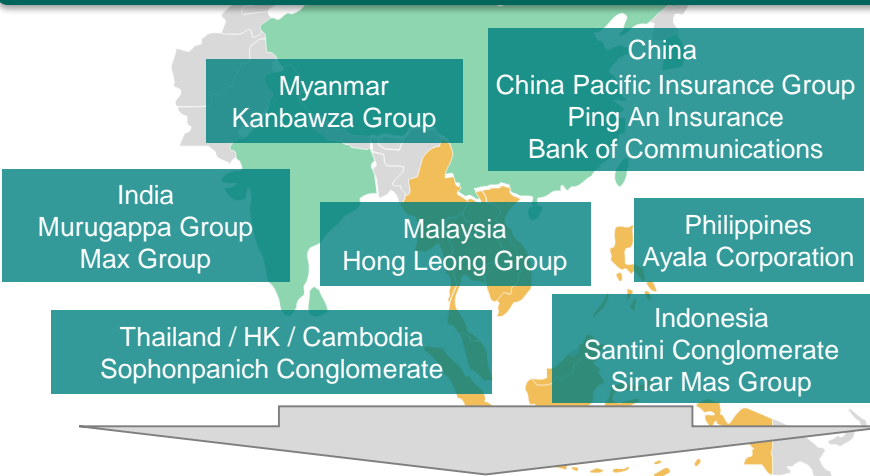 Myanmar
Kanbawza Group
China
China Pacific Insurance Group
Ping An Insurance
Bank of Communications
India
Murugappa Group
Max Group
Malaysia
Hong Leong Group
Philippines
Ayala Corporation
Thailand / HK / Cambodia
Sophonpanich Conglomerate
Indonesia
Santini Conglomerate
Sinar Mas Group